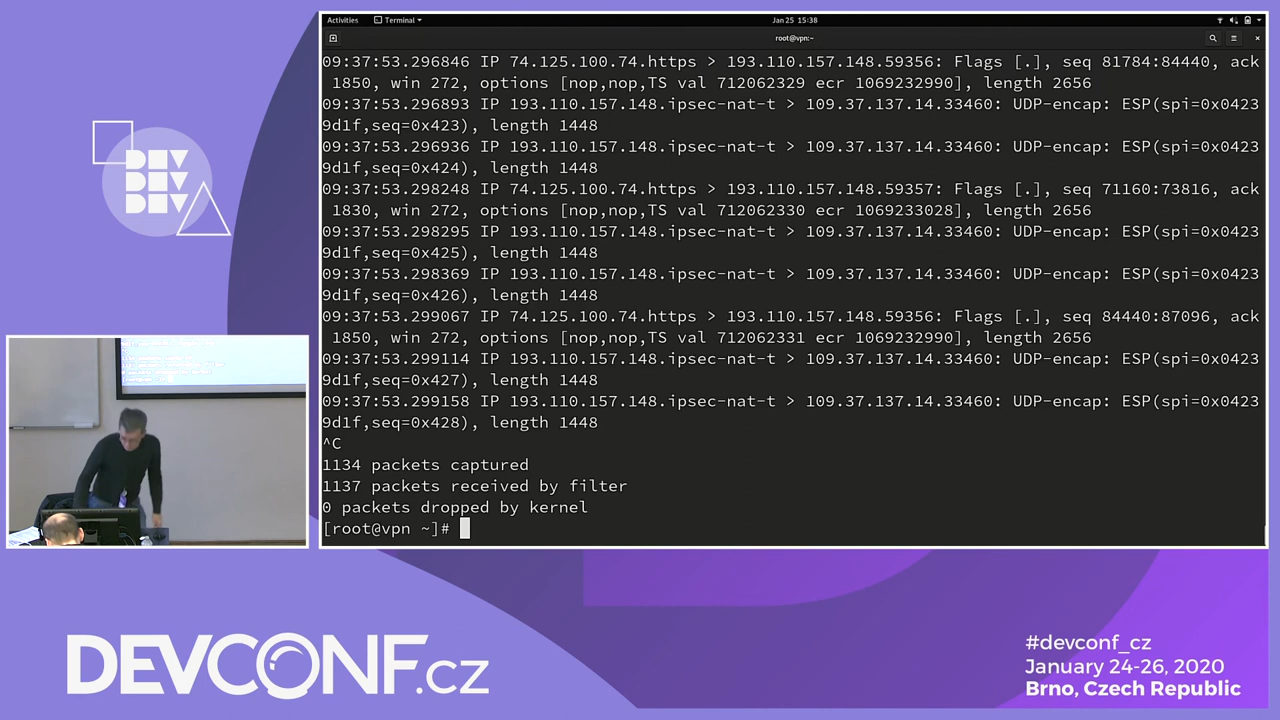 Activities Terminal Jan 25 15:38
root@vpn:~
09:37:53.296846 IP 74.125.100.74.https > 193.110.157.148.59356: Flags [.], seq 81784:84440, ack
1850, win 272, options [nop,nop,TS val 712062329 ecr 1069232990], length 2656
09:37:53.296893 IP 193.110.157.148.ipsec-nat-t > 109.37.137.14.33460: UDP-encap: ESP(spi=0x0423
9d1f,seq=0x423), length 1448
09:37:53.296936 IP 193.110.157.148.ipsec-nat-t > 109.37.137.14.33460: UDP-encap: ESP(spi=0x0423
9d1f,seq=0x424), length 1448
09:37:53.298248 IP 74.125.100.74.https > 193.110.157.148.59357: Flags [.], seq 71160:73816, ack
1830, win 272, options [nop,nop,TS val 712062330 ecr 1069233028], length 2656
09:37:53.298295 IP 193.110.157.148.ipsec-nat-t > 109.37.137.14.33460: UDP-encap: ESP(spi=0x0423
9d1f,seq=0x425), length 1448
09:37:53.298369 IP 193.110.157.148.ipsec-nat-t > 109.37.137.14.33460: UDP-encap: ESP(spi=0x0423
9d1f,seq=0x426), length 1448
09:37:53.299067 IP 74.125.100.74.https > 193.110.157.148.59356: Flags [.], seq 84440:87096, ack
1850, win 272, options [nop,nop,TS val 712062331 ecr 1069232990], length 2656
09:37:53.299114 IP 193.110.157.148.ipsec-nat-t > 109.37.137.14.33460: UDP-encap: ESP(spi=0x0423
9d1f,seq=0x427), length 1448
09:37:53.299158 IP 193.110.157.148.ipsec-nat-t > 109.37.137.14.33460: UDP-encap: ESP(spi=0x0423
9d1f,seq=0x428), length 1448
^C
1134 packets captured
1137 packets received by filter
0 packets dropped by kernel
[root@vpn ~]#
DEV
DEV
DEV
DEVCONF.cz
#devconf_cz
January 24-26, 2020
Brno, Czech Republic